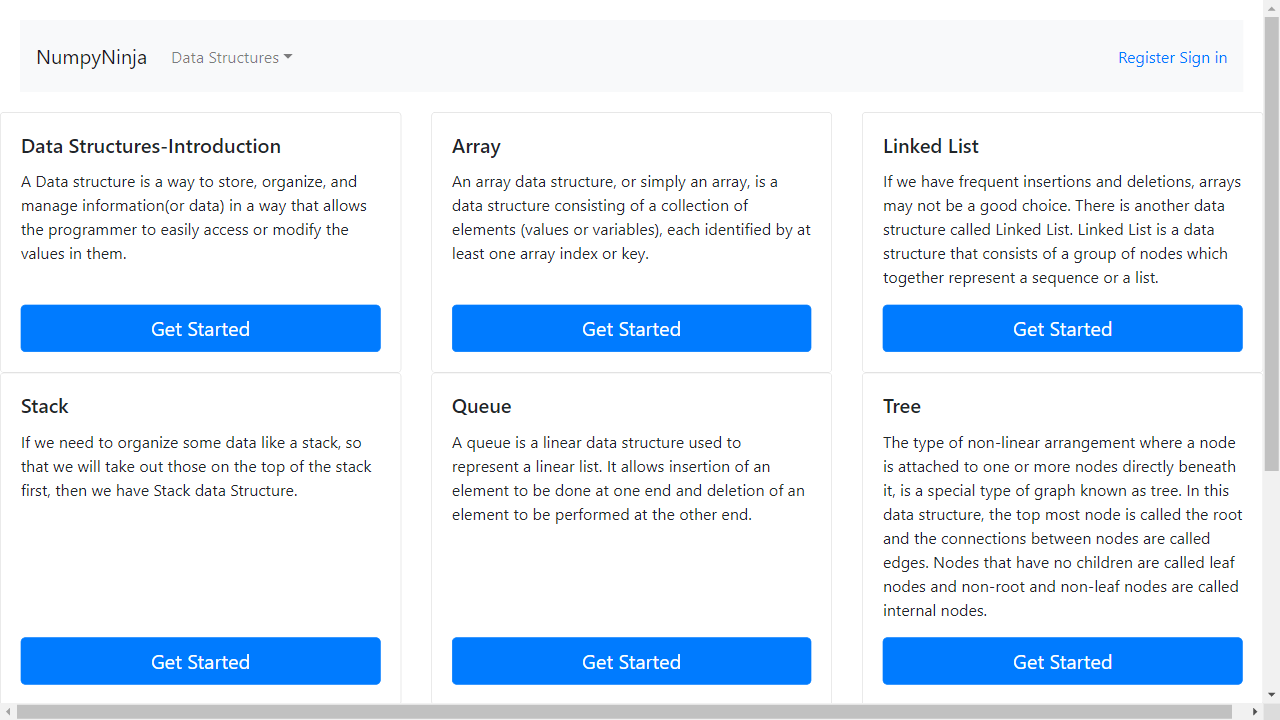 NumpyNinja Data Structures Register Sign in
Data Structures-Introduction
A Data structure is a way to store, organize, and
manage information(or data) in a way that allows
the programmer to easily access or modify the
values in them.
Get Started
Array
An array data structure, or simply an array, is a
data structure consisting of a collection of
elements (values or variables), each identified by at
least one array index or key.
Get Started
Linked List
If we have frequent insertions and deletions, arrays
may not be a good choice. There is another data
structure called Linked List. Linked List is a data
structure that consists of a group of nodes which
together represent a sequence or a list.
Get Started
Stack
If we need to organize some data like a stack, so
that we will take out those on the top of the stack
first, then we have Stack data Structure.
Get Started
Queue
A queue is a linear data structure used to
represent a linear list. It allows insertion of an
element to be done at one end and deletion of an
element to be performed at the other end.
Get Started
Tree
The type of non-linear arrangement where a node
is attached to one or more nodes directly beneath
it, is a special type of graph known as tree. In this
data structure, the top most node is called the root
and the connections between nodes are called
edges. Nodes that have no children are called leaf
nodes and non-root and non-leaf nodes are called
internal nodes.
Get Started